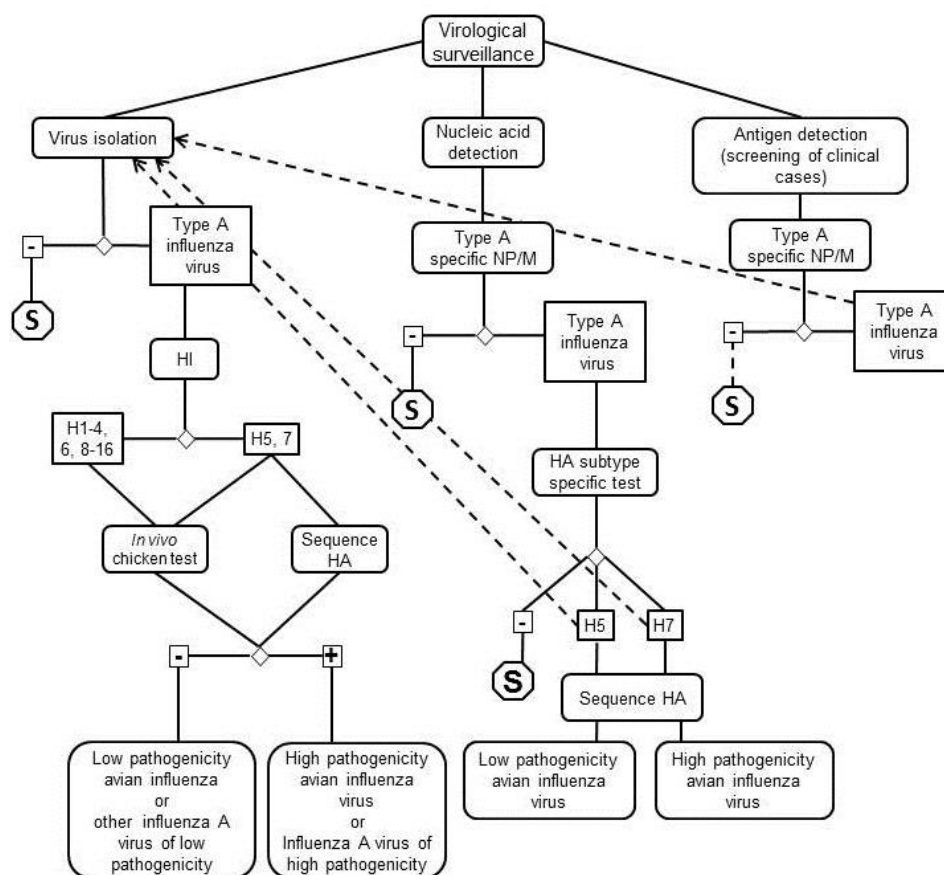 Virological
surveillance
Virus isolation
Nucleic acid
detection
Antigen detection
(screening of clinical
cases)
Type A
influenza
virus
Type A
specific NP/M
Type A
specific NP/M
-
S
Type A
influenza
virus
Type A
influenza
virus
-
S
-
S
HI
H1-4,
6, 8-16
H5, 7
HA subtype
specific test
In vivo
chicken test
Sequence
HA
-
H5
H7
-
+
S
Sequence HA
Low pathogenicity
avian influenza
or
other influenza A
virus of low
pathogenicity
High pathogenicity
avian influenza
virus
or
Influenza A virus of
high pathogenicity
Low pathogenicity
avian influenza
virus
High pathogenicity
avian influenza
virus